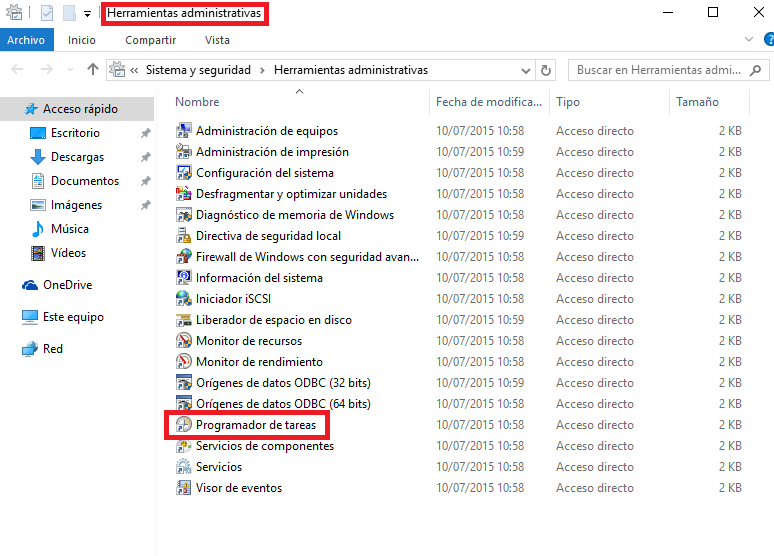 Herramientas administrativas
Archivo Inicio Compartir Vista
« Sistema y seguridad > Herramientas administrativas
Buscar en Herramientas admi...
Acceso rápido
Escritorio
Descargas
Documentos
Imágenes
Música
Vídeos
OneDrive
Este equipo
Red
Nombre Fecha de modifica... Tipo Tamaño
Administración de equipos 10/07/2015 10:58 Acceso directo 2 KB
Administración de impresión 10/07/2015 10:59 Acceso directo 2 KB
Configuración del sistema 10/07/2015 10:58 Acceso directo 2 KB
Desfragmentar y optimizar unidades 10/07/2015 10:58 Acceso directo 2 KB
Diagnóstico de memoria de Windows 10/07/2015 10:58 Acceso directo 2 KB
Directiva de seguridad local 10/07/2015 10:59 Acceso directo 2 KB
Firewall de Windows con seguridad avan... 10/07/2015 10:58 Acceso directo 2 KB
Información del sistema 10/07/2015 10:58 Acceso directo 2 KB
Iniciador iSCSI 10/07/2015 10:58 Acceso directo 2 KB
Liberador de espacio en disco 10/07/2015 10:59 Acceso directo 2 KB
Monitor de recursos 10/07/2015 10:58 Acceso directo 2 KB
Monitor de rendimiento 10/07/2015 10:58 Acceso directo 2 KB
Orígenes de datos ODBC (32 bits) 10/07/2015 10:59 Acceso directo 2 KB
Orígenes de datos ODBC (64 bits) 10/07/2015 10:58 Acceso directo 2 KB
Programador de tareas 10/07/2015 10:58 Acceso directo 2 KB
Servicios de componentes 10/07/2015 10:58 Acceso directo 2 KB
Servicios 10/07/2015 10:58 Acceso directo 2 KB
Visor de eventos 10/07/2015 10:58 Acceso directo 2 KB